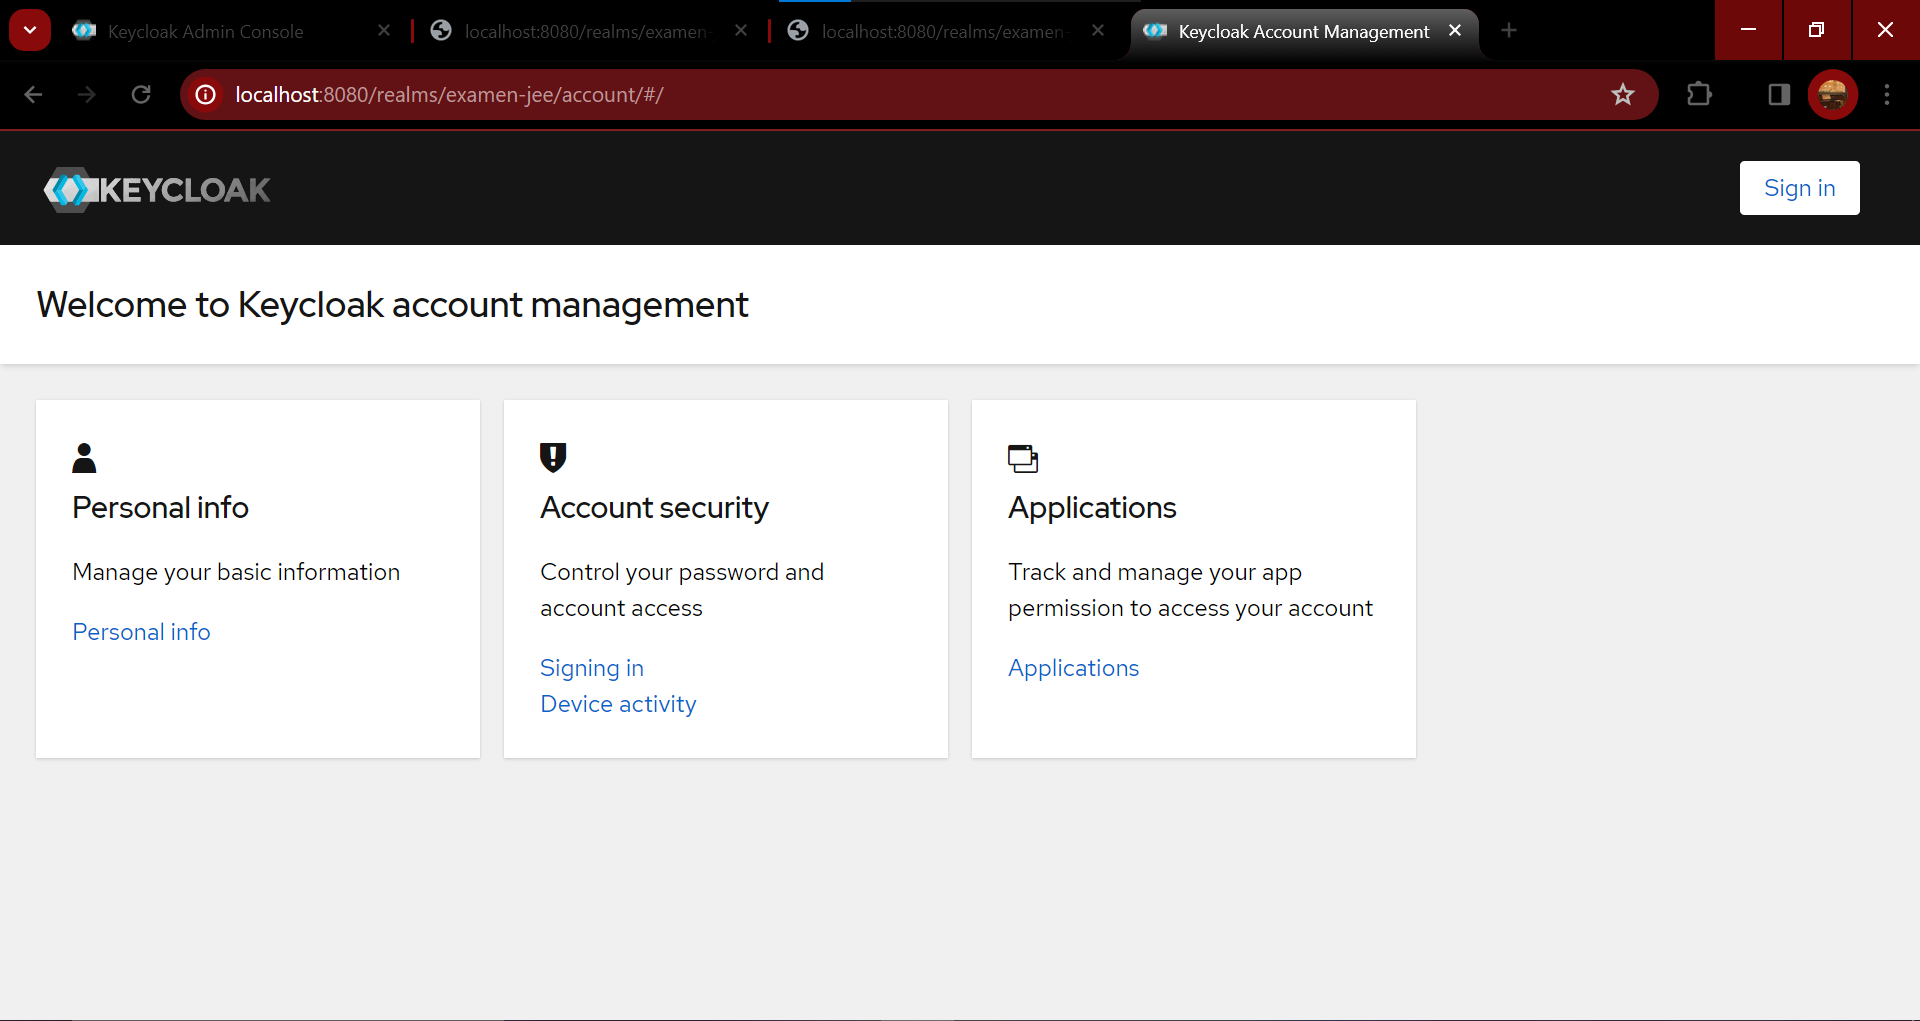 Keycloak Admin Console
localhost:8080/realms/examen-
localhost:8080/realms/examen-
Keycloak Account Management
localhost:8080/realms/examen-jee/account/#/
KEYCLOAK
Sign in
Welcome to Keycloak account management
Personal info
Manage your basic information
Personal info
Account security
Control your password and
account access
Signing in
Device activity
Applications
Track and manage your app
permission to access your account
Applications